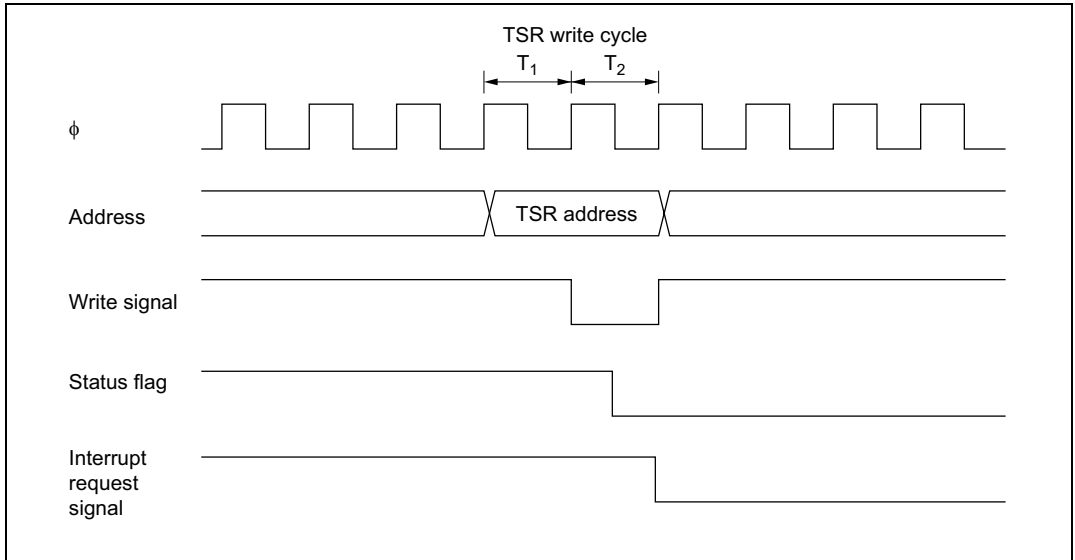 TSR write cycle
T1 T2
ϕ
Address
TSR address
Write signal
Status flag
Interrupt
request
signal